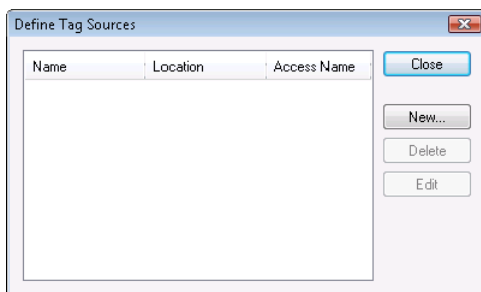 Define Tag Sources
Name Location Access Name
Close
New...
Delete
Edit